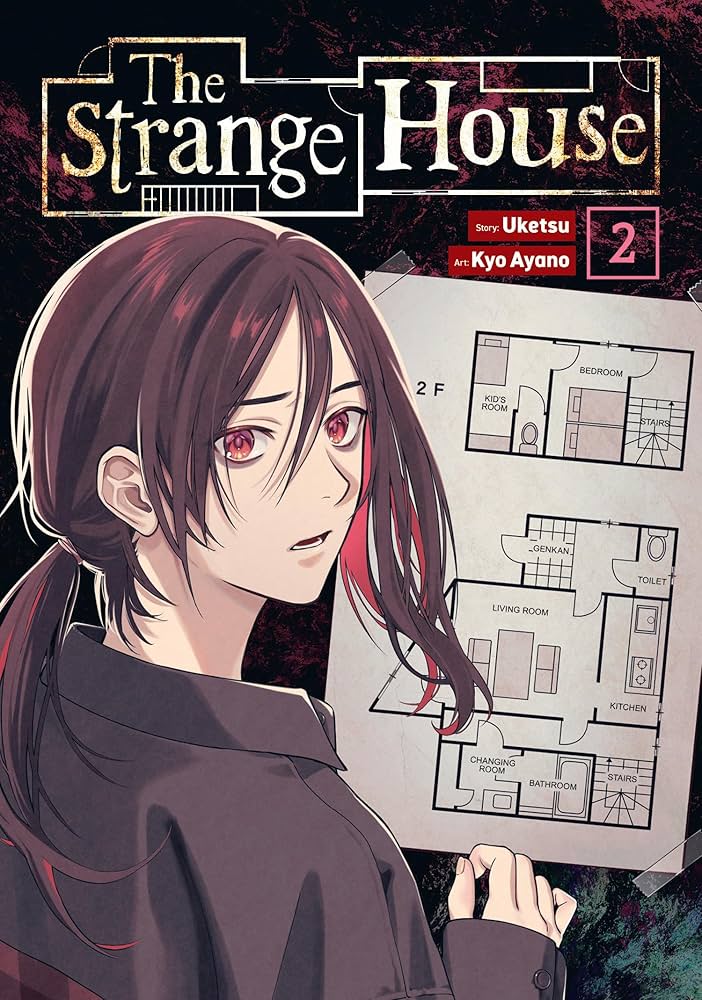 The
Strange House
Story: Uketsu
Art: Kyo Ayano
2
2F
BEDROOM
KID'S
ROOM
STAIRS
GENKAN
TOILET
LIVING ROOM
KITCHEN
CHANGING
ROOM
BATHROOM
STAIRS